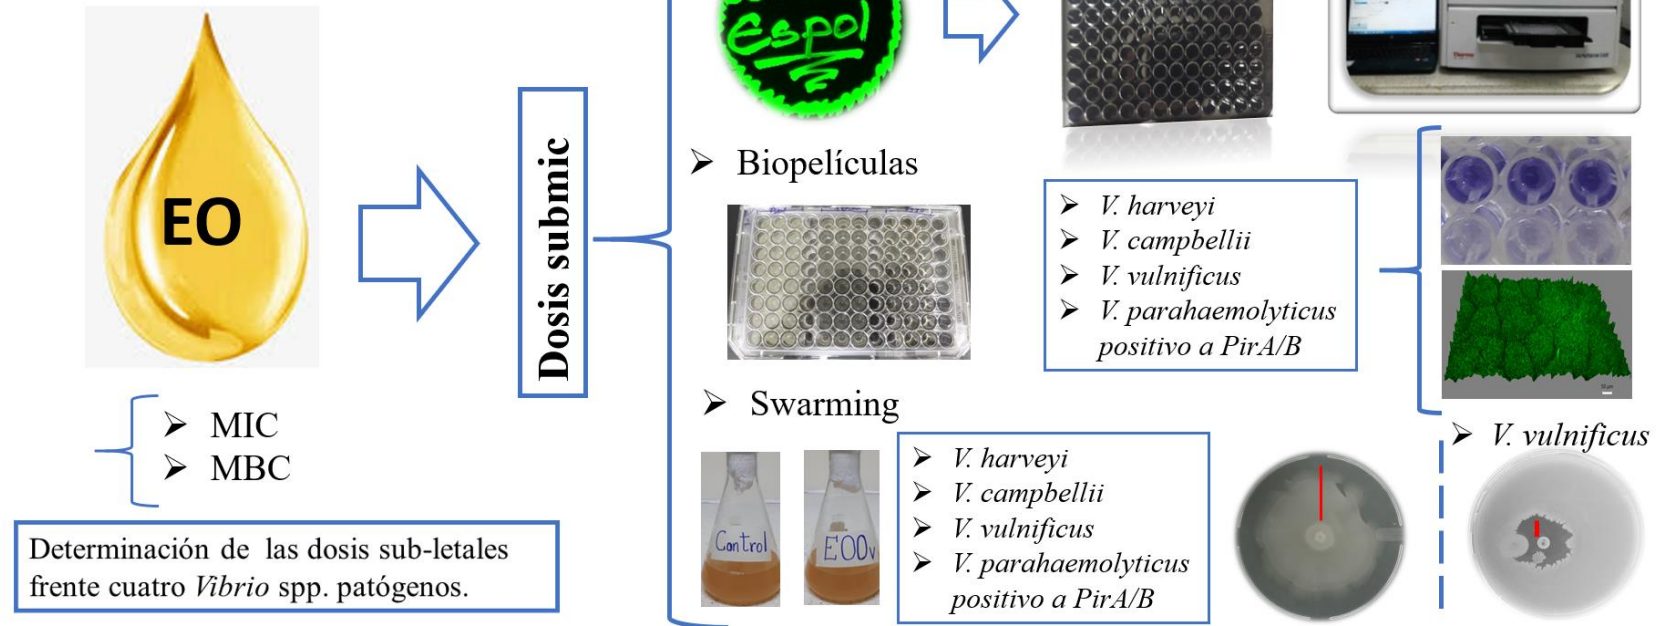 Espol
EO
Dosis submic
MIC
MBC
Determinación de las dosis sub-letales
frente cuatro Vibrio spp. patógenos.
Biopelículas
V. harveyi
V. campbellii
V. vulnificus
V. parahaemolyticus
positivo a PirA/B
Swarming
Control
EOOv
V. harveyi
V. campbellii
V. vulnificus
V. parahaemolyticus
positivo a PirA/B
V. vulnificus